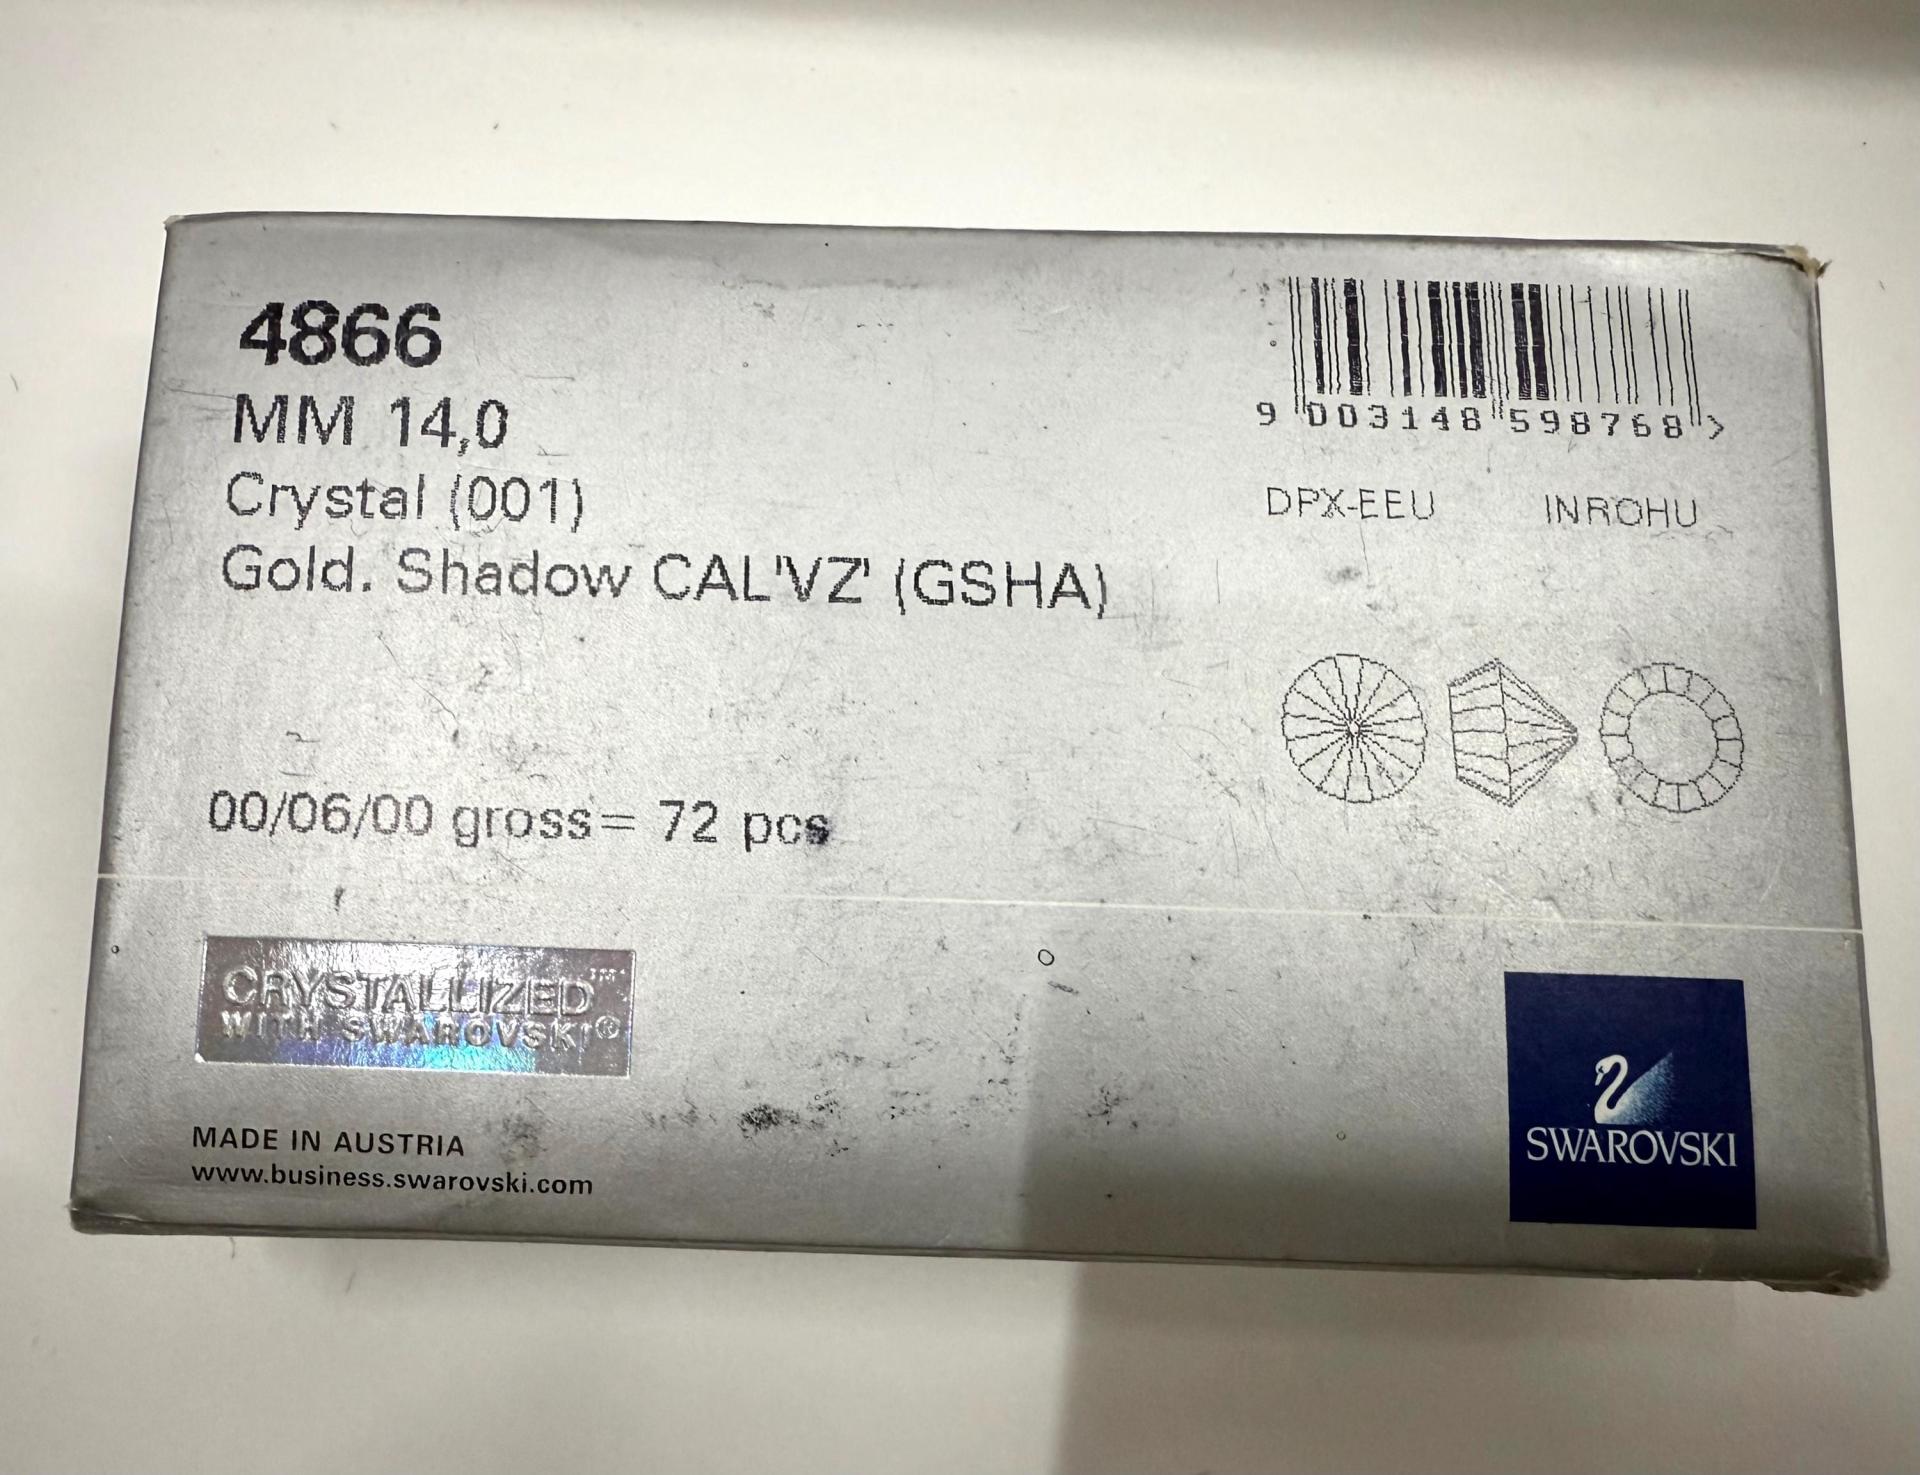 4866
MM 14,0
Crystal (001)
Gold. Shadow CAL'VZ' (GSHA)
9 003148 598768 >
DPX-EEU INROHU
00/06/00 gross= 72 pcs
CRYSTALLIZED™
WITH SWAROVSKI®
MADE IN AUSTRIA
www.business.swarovski.com
SWAROVSKI